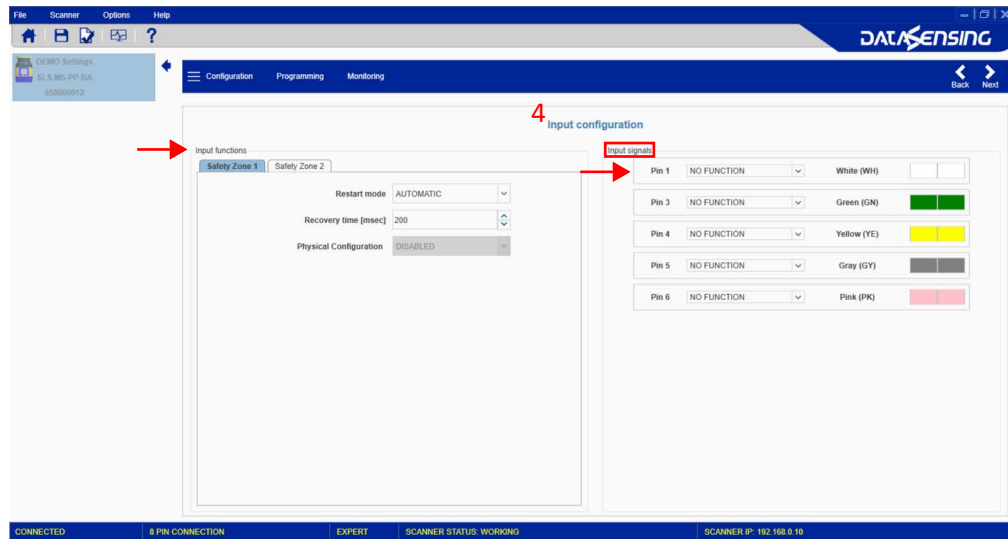 File Scanner Options Help
DATASENSING
DEMO Settings
SLS-M5-PP-BA
950800012
Configuration Programming Monitoring
Back Next
4
Input configuration
Input functions
Safety Zone 1 Safety Zone 2
Restart mode AUTOMATIC
Recovery time [msec] 200
Physical Configuration DISABLED
Input signals
Pin 1 NO FUNCTION White (WH)
Pin 3 NO FUNCTION Green (GN)
Pin 4 NO FUNCTION Yellow (YE)
Pin 5 NO FUNCTION Gray (GY)
Pin 6 NO FUNCTION Pink (PK)
CONNECTED 8 PIN CONNECTION EXPERT SCANNER STATUS: WORKING SCANNER IP: 192.168.0.10